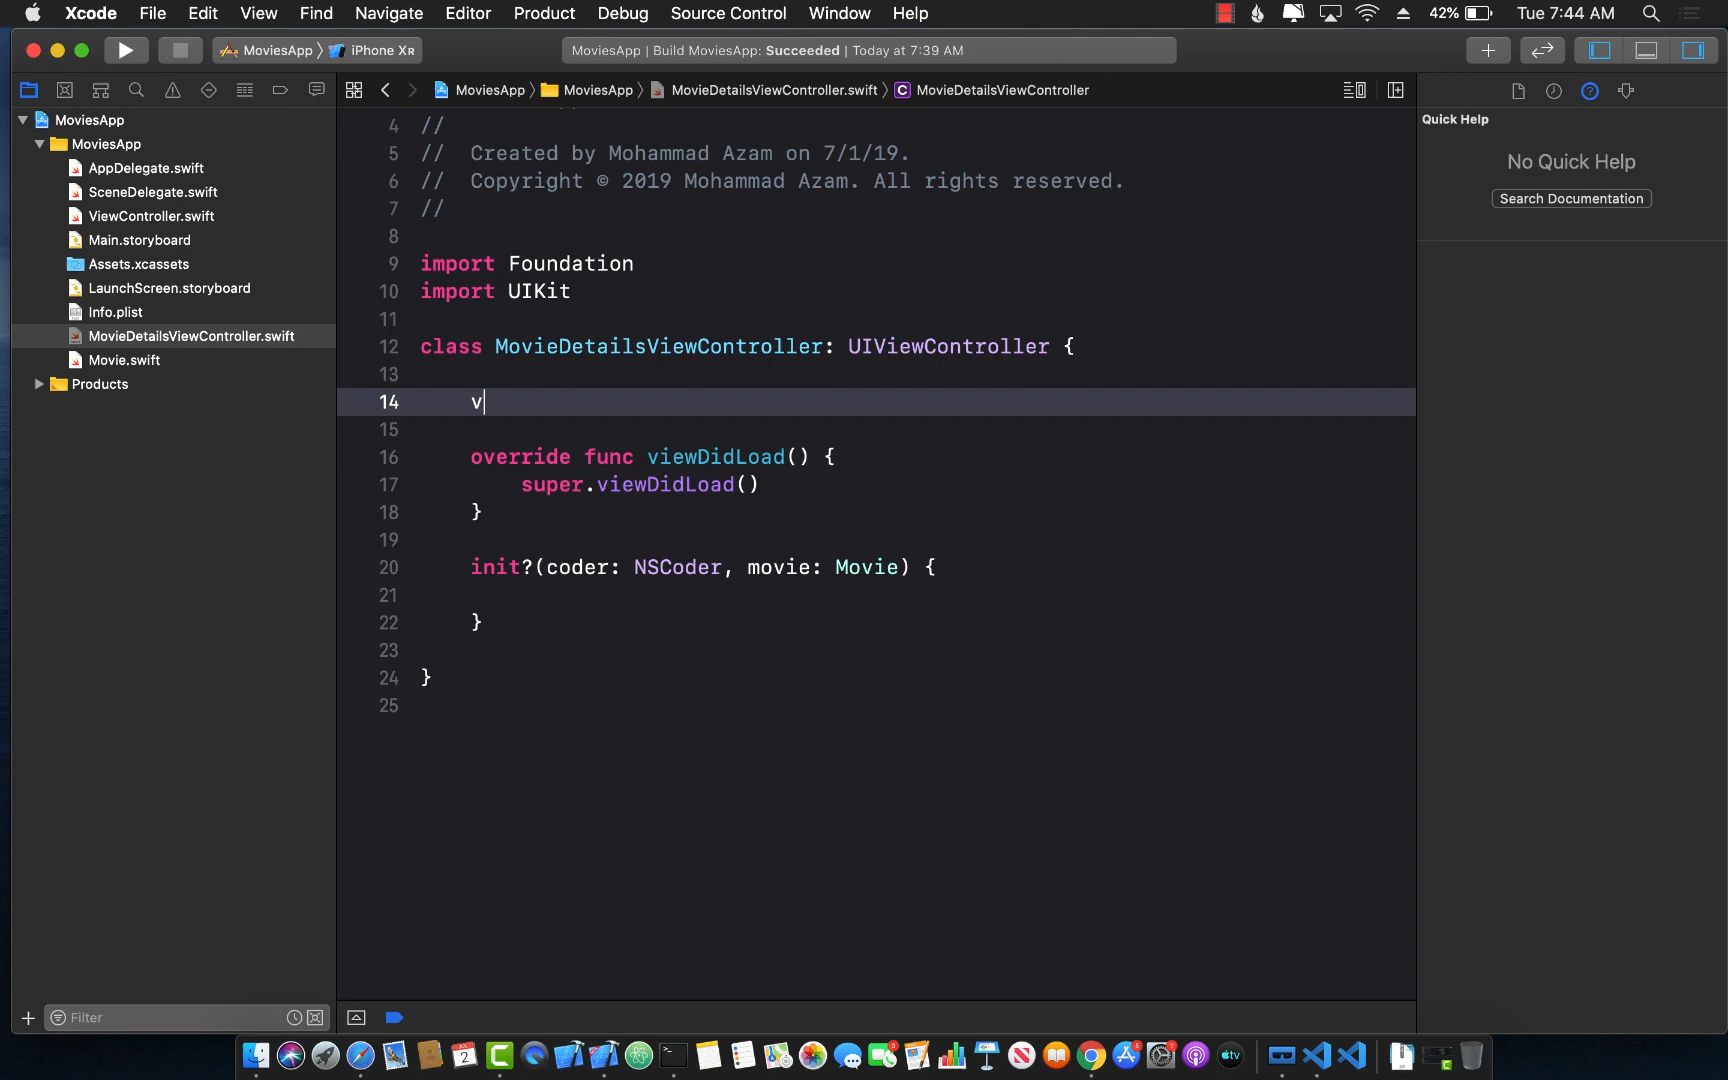 Xcode File Edit View Find Navigate Editor Product Debug Source Control Window Help 42% Tue 7:44 AM
MoviesApp 〉 iPhone XR MoviesApp | Build MoviesApp: Succeeded | Today at 7:39 AM
MoviesApp 〉 MoviesApp 〉 MovieDetailsViewController.swift 〉 C MovieDetailsViewController
MoviesApp
MoviesApp
AppDelegate.swift
SceneDelegate.swift
ViewController.swift
Main.storyboard
Assets.xcassets
LaunchScreen.storyboard
Info.plist
MovieDetailsViewController.swift
Movie.swift
Products
Filter
4 //
5 //  Created by Mohammad Azam on 7/1/19.
6 //  Copyright © 2019 Mohammad Azam. All rights reserved.
7 //
8
9 import Foundation
10 import UIKit
11
12 class MovieDetailsViewController: UIViewController {
13
14     v
15
16     override func viewDidLoad() {
17         super.viewDidLoad()
18     }
19
20     init?(coder: NSCoder, movie: Movie) {
21
22     }
23
24 }
25
Quick Help
No Quick Help
Search Documentation
2
3
6
tv